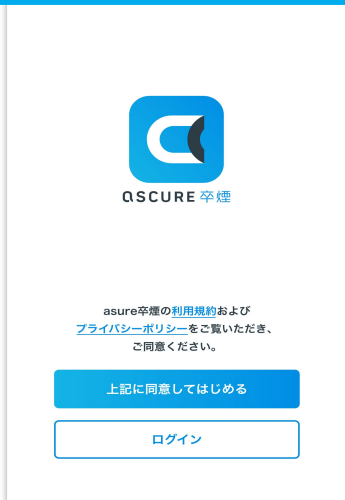 ascure 卒煙
asure卒煙の利用規約および
プライバシーポリシーをご覧いただき、
ご同意ください。
上記に同意してはじめる
ログイン